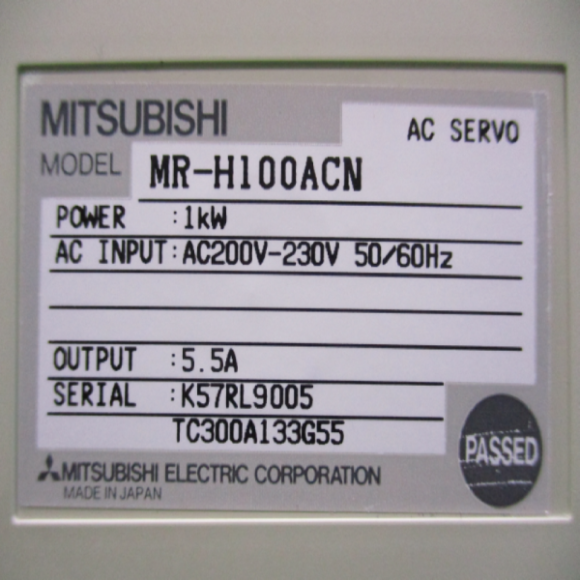 MITSUBISHI
AC SERVO
MODEL MR-H100ACN
POWER :1kW
AC INPUT:AC200V-230V 50/60Hz
OUTPUT :5.5A
SERIAL :K57RL9005
TC300A133G55
PASSED
MITSUBISHI ELECTRIC CORPORATION
MADE IN JAPAN